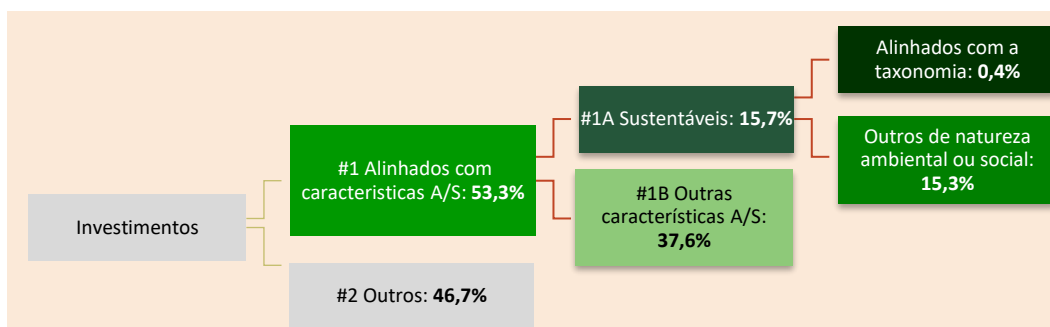 Investimentos
#1 Alinhados com
caracteristicas A/S: 53,3%
#2 Outros: 46,7%
#1A Sustentáveis: 15,7%
#1B Outras
característícas A/S:
37,6%
Alinhados com a
taxonomia: 0,4%
Outros de natureza
ambiental ou social:
15,3%